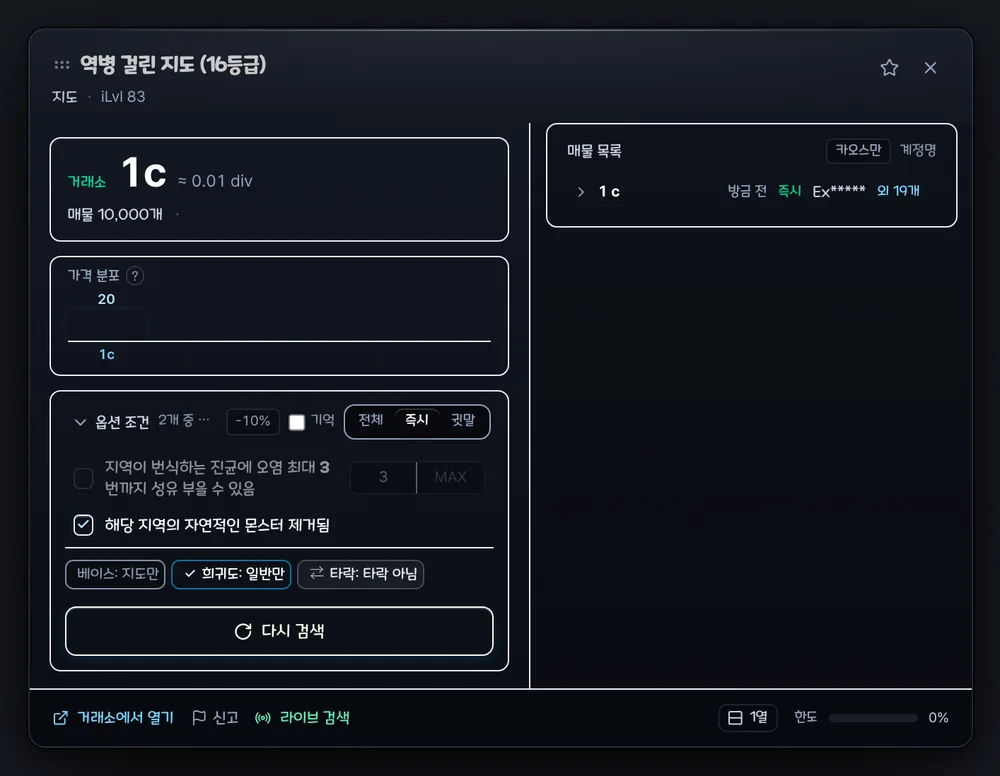 역병 걸린 지도 (16등급)
지도 · iLvl 83
거래소 1c ≈ 0.01 div
매물 10,000개 ·
가격 분포 ?
20
1c
옵션 조건 2개 중 ··· -10% 기억 전체 즉시 귓말
지역이 번식하는 진균에 오염 최대 3
번까지 성유 부을 수 있음
3 MAX
해당 지역의 자연적인 몬스터 제거됨
베이스: 지도만 ✓ 희귀도: 일반만 ⇄ 타락: 타락 아님
다시 검색
매물 목록 카오스만 계정명
1 c 방금 전 즉시 Ex***** 외 19개
거래소에서 열기 신고 라이브 검색 1열 한도 0%